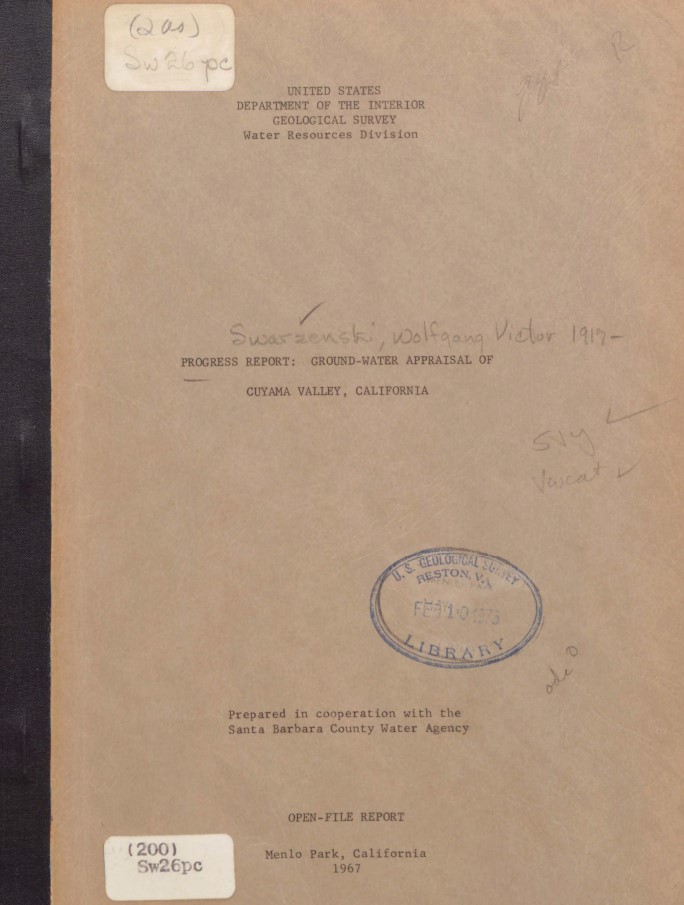 (200)
Sw26pc
UNITED STATES
DEPARTMENT OF THE INTERIOR
GEOLOGICAL SURVEY
Water Resources Division
Swarzenski, Wolfgang Victor 1917-
PROGRESS REPORT: GROUND-WATER APPRAISAL OF
CUYAMA VALLEY, CALIFORNIA
U. S. GEOLOGICAL SURVEY
RESTON, VA.
FEB 10
LIBRARY
Prepared in cooperation with the
Santa Barbara County Water Agency
OPEN-FILE REPORT
Menlo Park, California
1967
(200)
Sw26pc